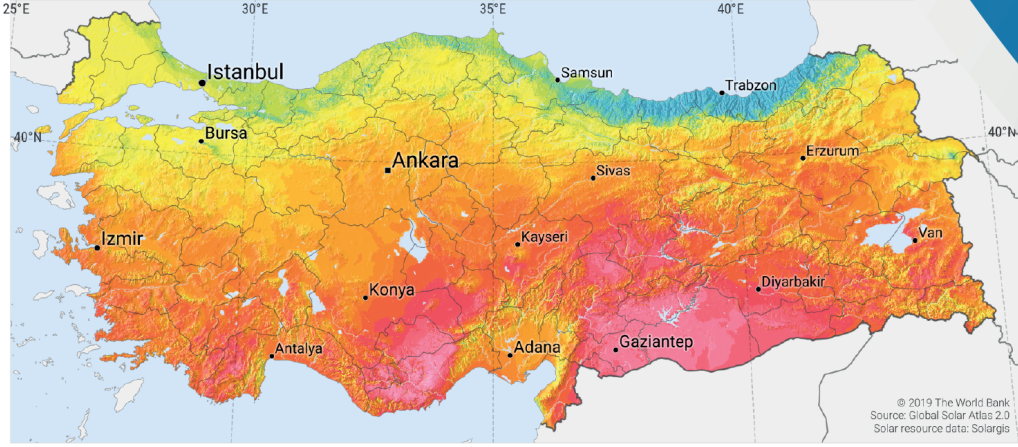 25°E
30°E
35°E
40°E
Istanbul
Samsun
Trabzon
40°N
Bursa
40°N
Ankara
Erzurum
Sivas
Izmir
Kayseri
Van
Konya
Diyarbakir
Antalya
Adana
Gaziantep
© 2019 The World Bank
Source: Global Solar Atlas 2.0
Solar resource data: Solargis